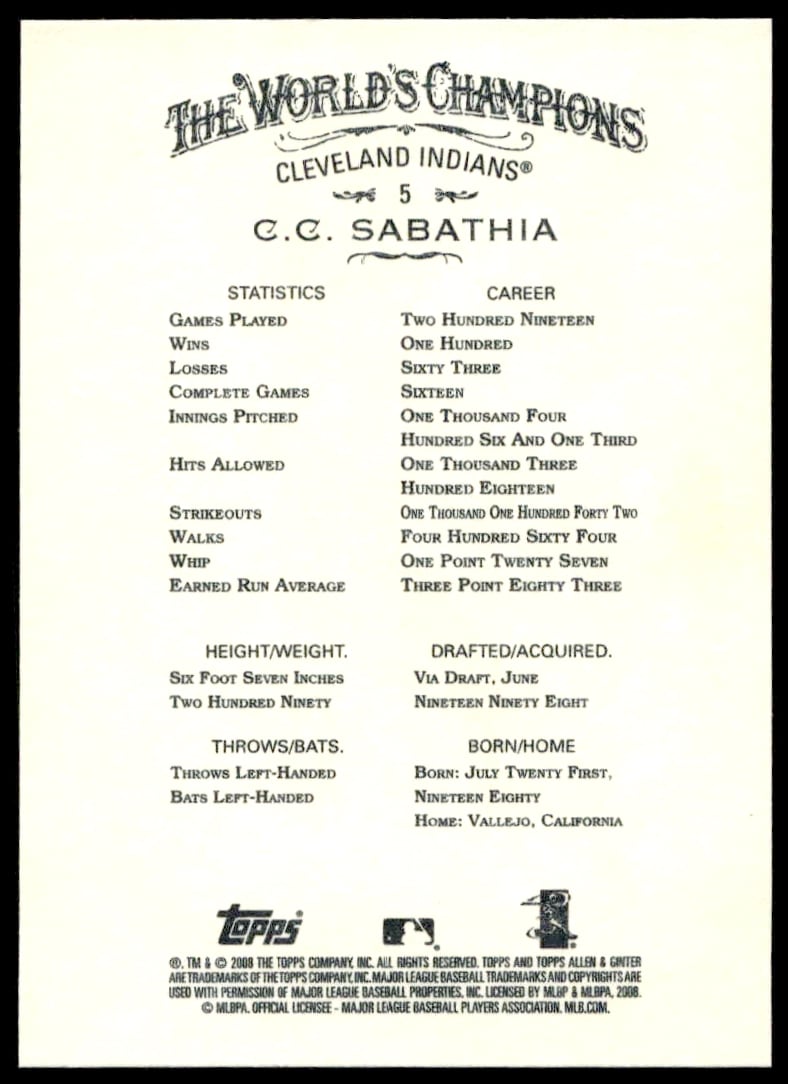 THE WORLD'S CHAMPIONS
CLEVELAND INDIANS®
5
C.C. SABATHIA
STATISTICS CAREER
GAMES PLAYED TWO HUNDRED NINETEEN
WINS ONE HUNDRED
LOSSES SIXTY THREE
COMPLETE GAMES SIXTEEN
INNINGS PITCHED ONE THOUSAND FOUR
HUNDRED SIX AND ONE THIRD
HITS ALLOWED ONE THOUSAND THREE
HUNDRED EIGHTEEN
STRIKEOUTS ONE THOUSAND ONE HUNDRED FORTY TWO
WALKS FOUR HUNDRED SIXTY FOUR
WHIP ONE POINT TWENTY SEVEN
EARNED RUN AVERAGE THREE POINT EIGHTY THREE
HEIGHT/WEIGHT. DRAFTED/ACQUIRED.
SIX FOOT SEVEN INCHES VIA DRAFT, JUNE
TWO HUNDRED NINETY NINETEEN NINETY EIGHT
THROWS/BATS. BORN/HOME
THROWS LEFT-HANDED BORN: JULY TWENTY FIRST,
BATS LEFT-HANDED NINETEEN EIGHTY
HOME: VALLEJO, CALIFORNIA
Topps®
®, TM & © 2008 THE TOPPS COMPANY, INC. ALL RIGHTS RESERVED. TOPPS AND TOPPS ALLEN & GINTER
ARE TRADEMARKS OF THE TOPPS COMPANY, INC. MAJOR LEAGUE BASEBALL TRADEMARKS AND COPYRIGHTS ARE
USED WITH PERMISSION OF MAJOR LEAGUE BASEBALL PROPERTIES, INC. LICENSED BY MLBP & MLBPA, 2008.
© MLBPA. OFFICIAL LICENSEE - MAJOR LEAGUE BASEBALL PLAYERS ASSOCIATION. MLB.COM.